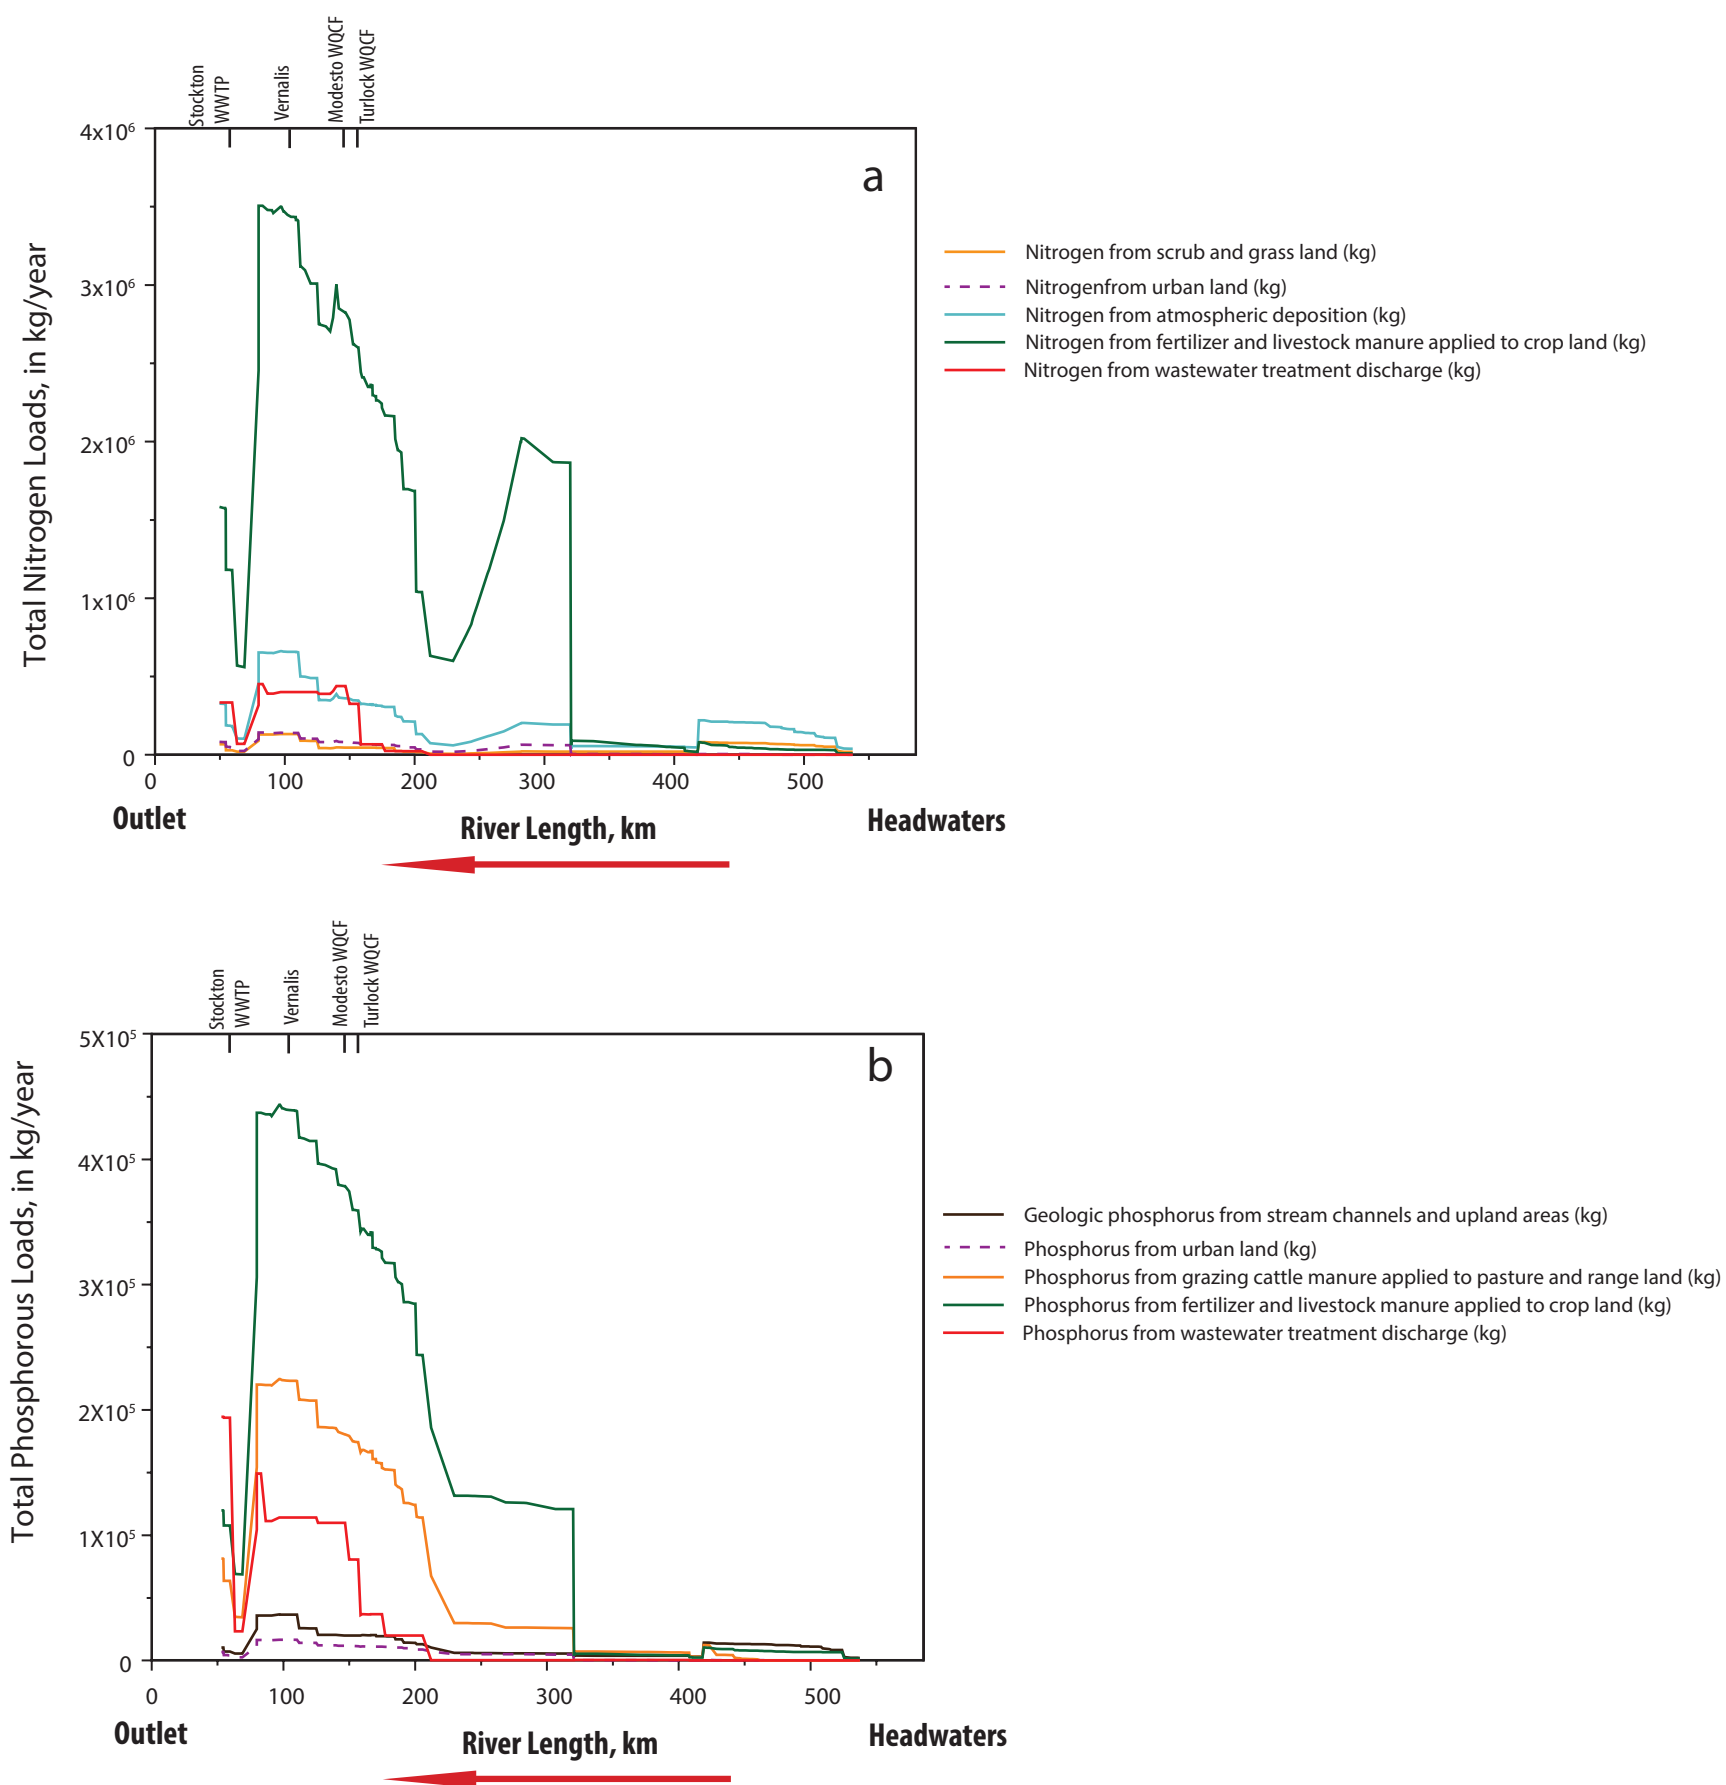 Stockton
WWTP
Vernalis
Modesto WQCF
Turlock WQCF
a
Total Nitrogen Loads, in kg/year
4x10⁶
3x10⁶
2x10⁶
1x10⁶
0
0 100 200 300 400 500
Outlet
River Length, km
Headwaters
Nitrogen from scrub and grass land (kg)
Nitrogenfrom urban land (kg)
Nitrogen from atmospheric deposition (kg)
Nitrogen from fertilizer and livestock manure applied to crop land (kg)
Nitrogen from wastewater treatment discharge (kg)
Stockton
WWTP
Vernalis
Modesto WQCF
Turlock WQCF
b
Total Phosphorous Loads, in kg/year
5X10⁵
4X10⁵
3X10⁵
2X10⁵
1X10⁵
0
0 100 200 300 400 500
Outlet
River Length, km
Headwaters
Geologic phosphorus from stream channels and upland areas (kg)
Phosphorus from urban land (kg)
Phosphorus from grazing cattle manure applied to pasture and range land (kg)
Phosphorus from fertilizer and livestock manure applied to crop land (kg)
Phosphorus from wastewater treatment discharge (kg)